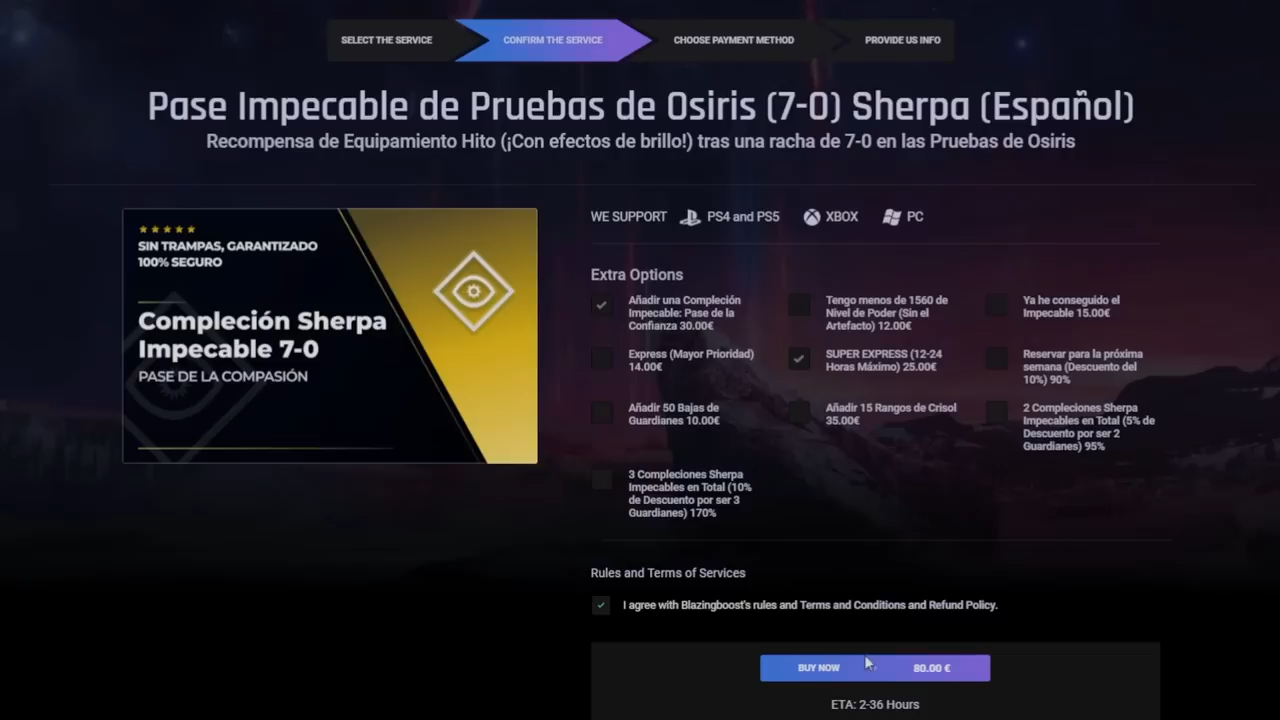 SELECT THE SERVICE
CONFIRM THE SERVICE
CHOOSE PAYMENT METHOD
PROVIDE US INFO
Pase Impecable de Pruebas de Osiris (7-0) Sherpa (Español)
Recompensa de Equipamiento Hito (¡Con efectos de brillo!) tras una racha de 7-0 en las Pruebas de Osiris
SIN TRAMPAS, GARANTIZADO
100% SEGURO
Compleción Sherpa
Impecable 7-0
PASE DE LA COMPASIÓN
WE SUPPORT
PS4 and PS5
XBOX
PC
Extra Options
Añadir una Compleción
Impecable: Pase de la
Confianza 30.00€
Tengo menos de 1560 de
Nivel de Poder (Sin el
Artefacto) 12.00€
Ya he conseguido el
Impecable 15.00€
Express (Mayor Prioridad)
14.00€
SUPER EXPRESS (12-24
Horas Máximo) 25.00€
Reservar para la próxima
semana (Descuento del
10%) 90%
Añadir 50 Bajas de
Guardianes 10.00€
Añadir 15 Rangos de Crisol
35.00€
2 Compleciones Sherpa
Impecables en Total (5% de
Descuento por ser 2
Guardianes) 95%
3 Compleciones Sherpa
Impecables en Total (10%
de Descuento por ser 3
Guardianes) 170%
Rules and Terms of Services
I agree with Blazingboost's rules and Terms and Conditions and Refund Policy.
BUY NOW
80.00 €
ETA: 2-36 Hours